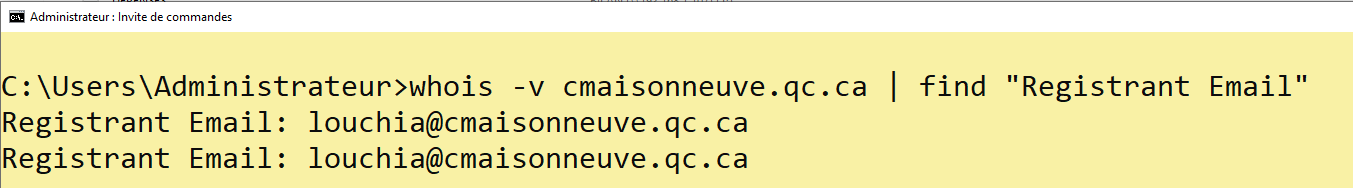 Administrateur : Invite de commandes
C:\Users\Administrateur>whois -v cmaisonneuve.qc.ca | find "Registrant Email"
Registrant Email: louchia@cmaisonneuve.qc.ca
Registrant Email: louchia@cmaisonneuve.qc.ca